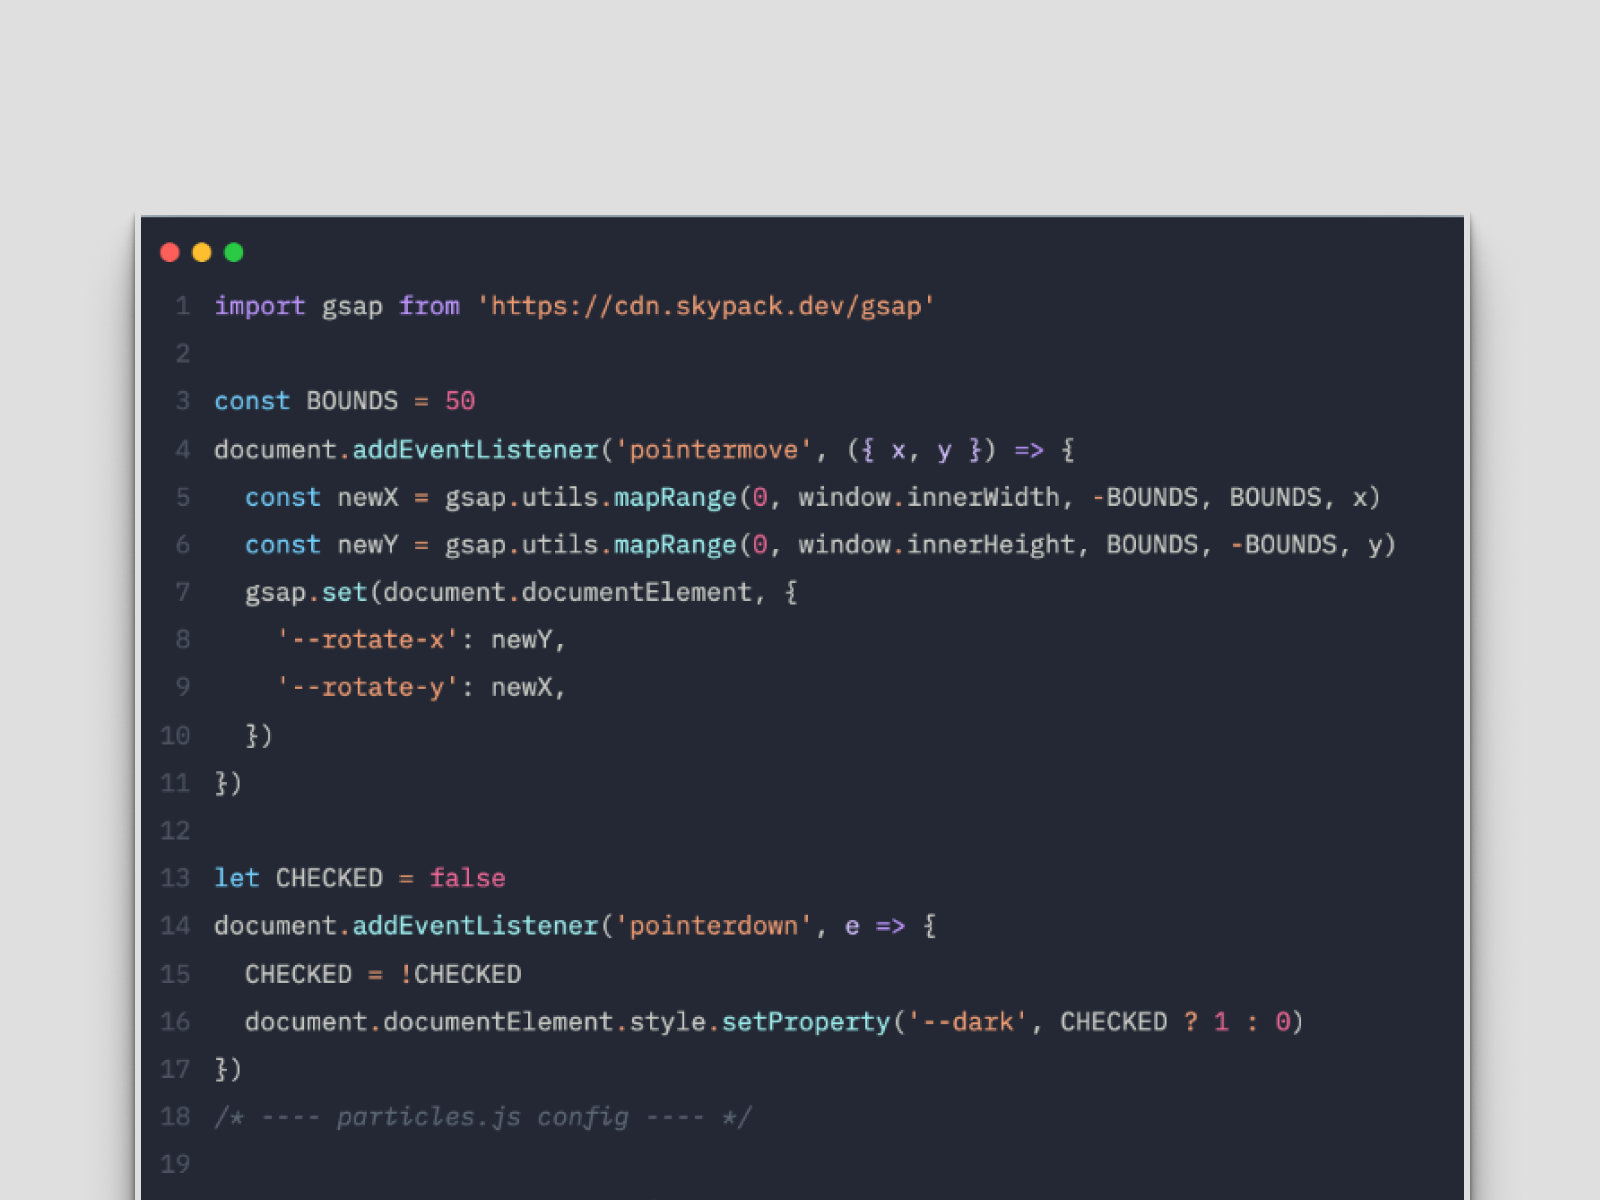 1 import gsap from 'https://cdn.skypack.dev/gsap'
2
3 const BOUNDS = 50
4 document.addEventListener('pointermove', ({ x, y }) => {
5   const newX = gsap.utils.mapRange(0, window.innerWidth, -BOUNDS, BOUNDS, x)
6   const newY = gsap.utils.mapRange(0, window.innerHeight, BOUNDS, -BOUNDS, y)
7   gsap.set(document.documentElement, {
8     '--rotate-x': newY,
9     '--rotate-y': newX,
10   })
11 })
12
13 let CHECKED = false
14 document.addEventListener('pointerdown', e => {
15   CHECKED = !CHECKED
16   document.documentElement.style.setProperty('--dark', CHECKED ? 1 : 0)
17 })
18 /* ---- particles.js config ---- */
19